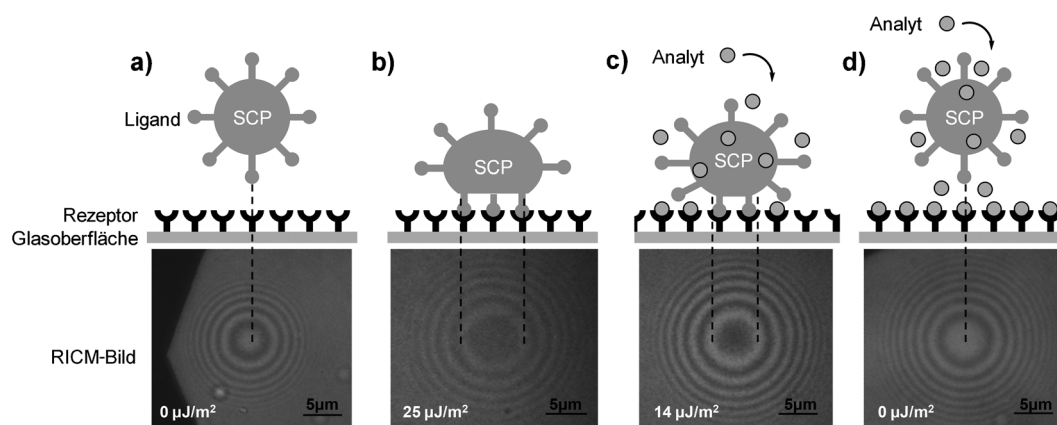 a)
Ligand
SCP
Rezeptor
Glasoberfläche
RICM-Bild
0 µJ/m²
5µm
b)
SCP
25 µJ/m²
5µm
c)
Analyt
SCP
14 µJ/m²
5µm
d)
Analyt
SCP
0 µJ/m²
5µm